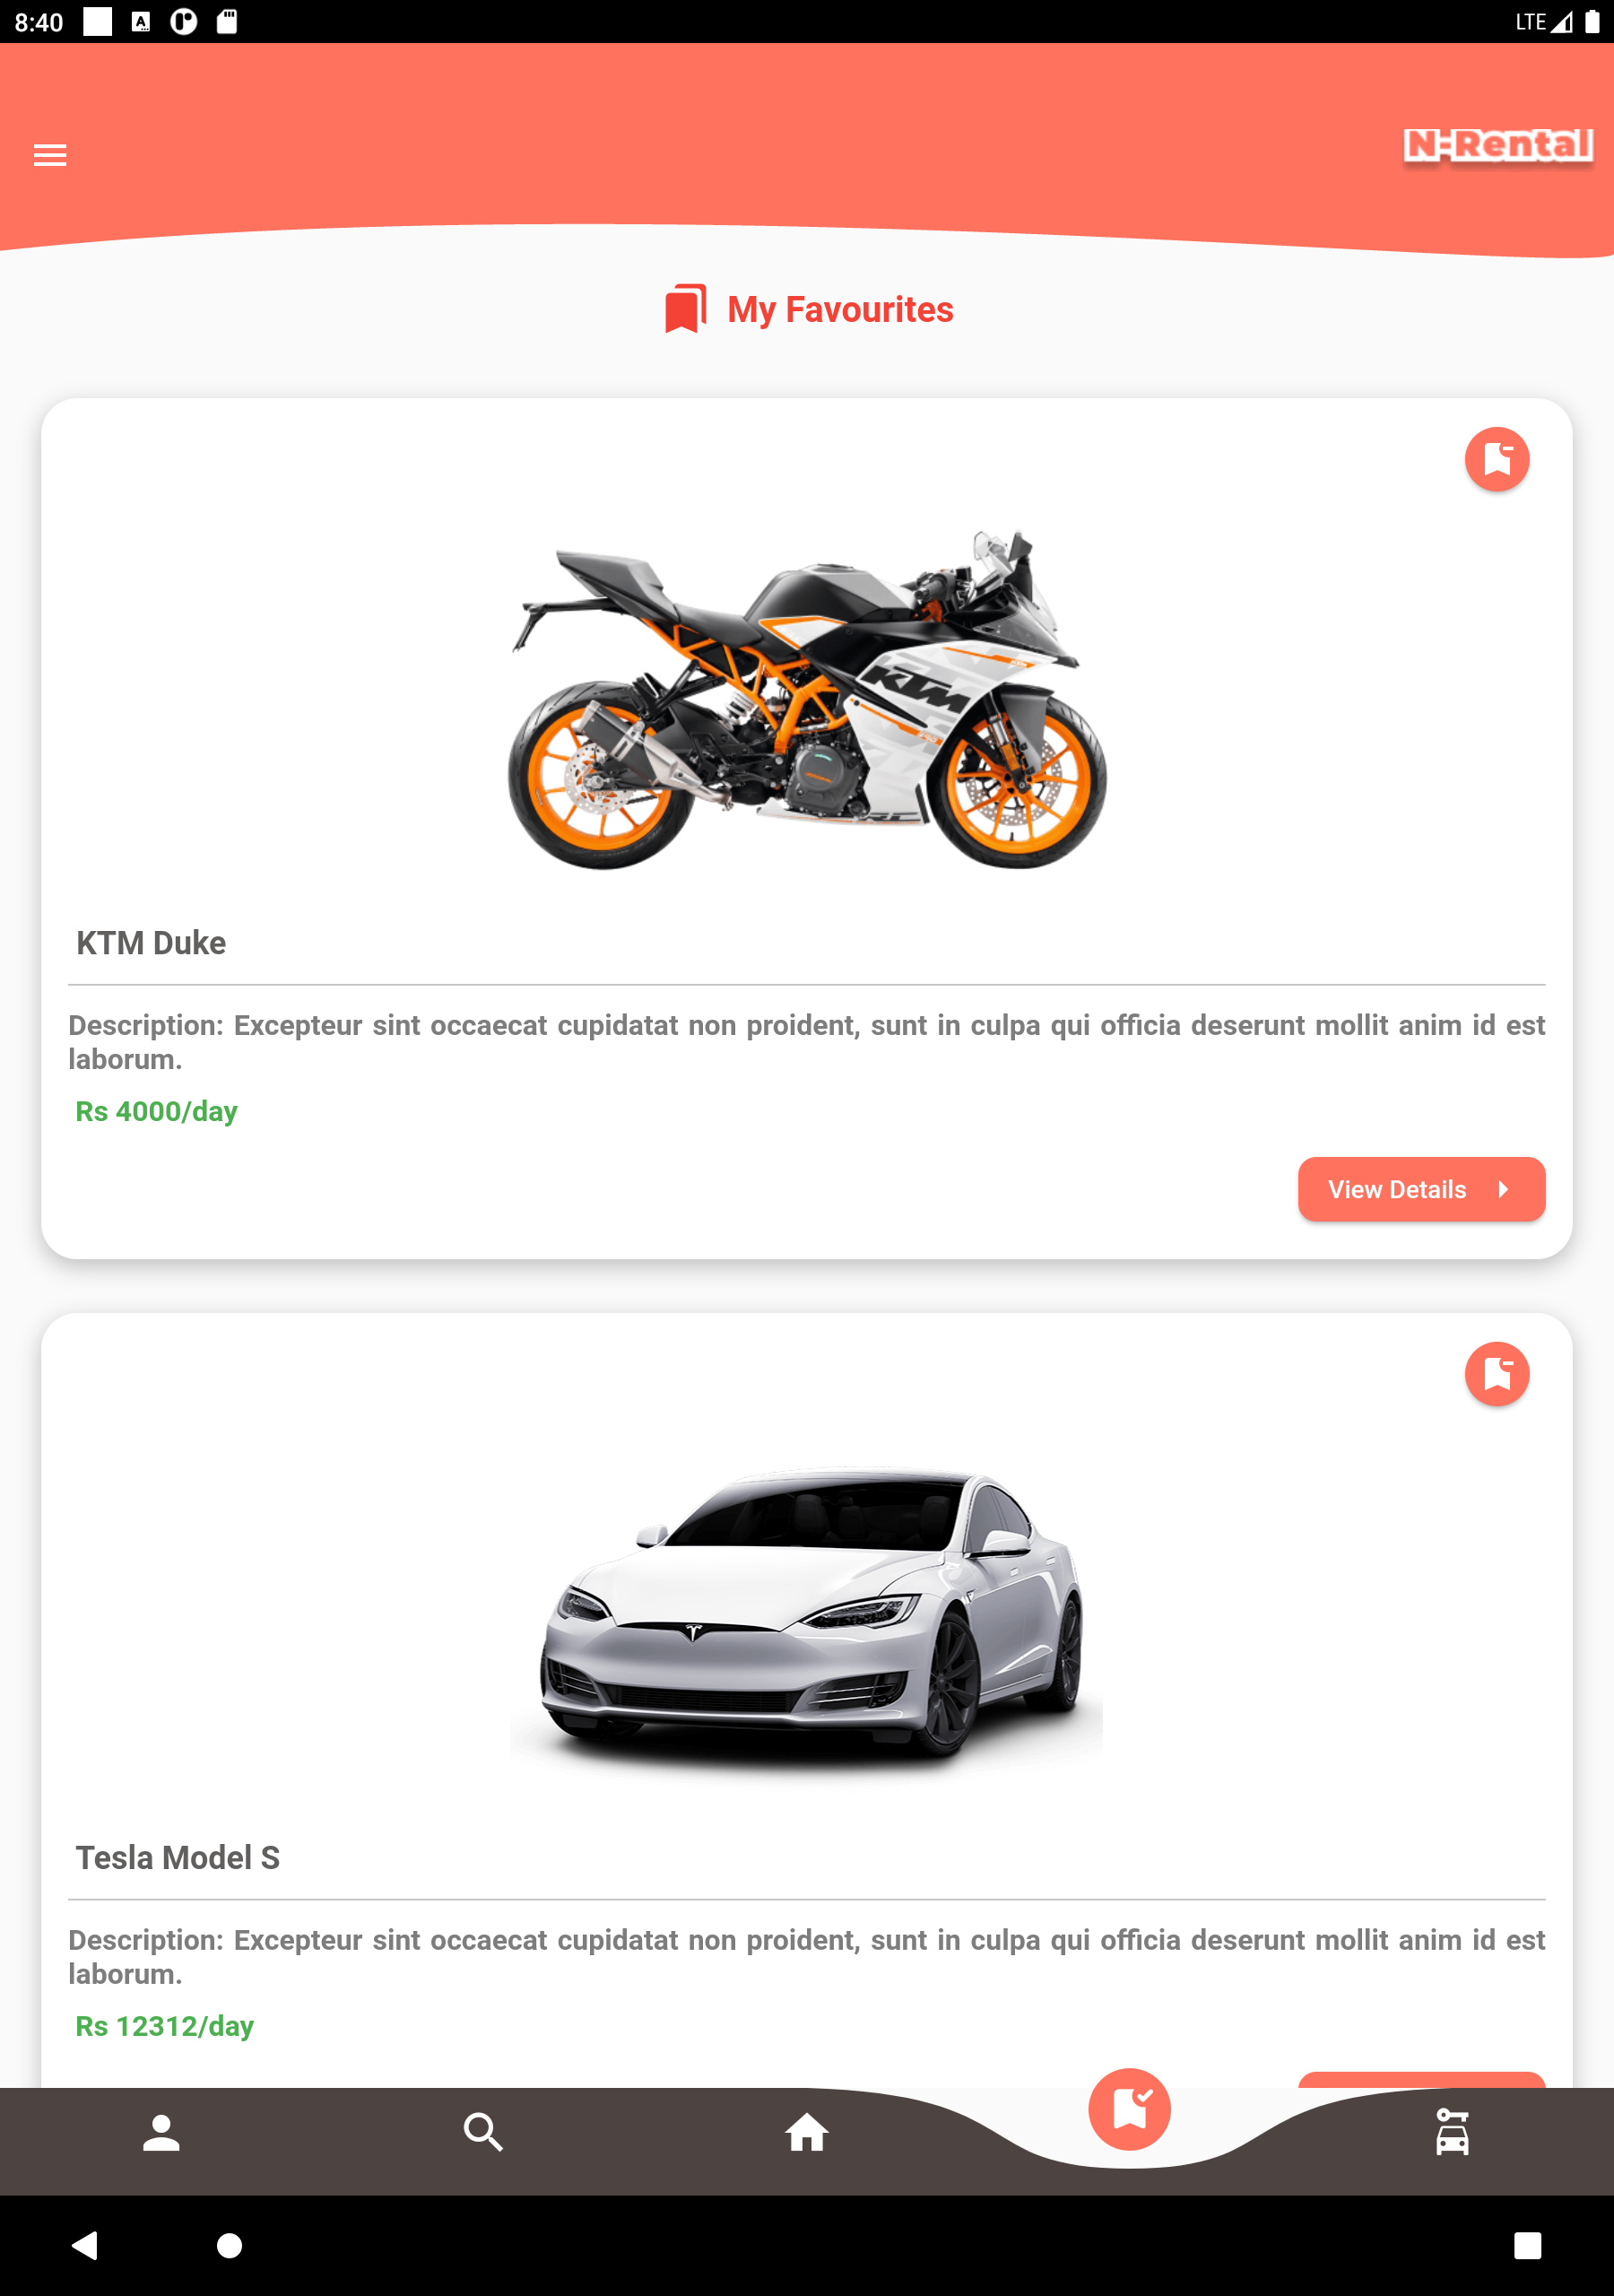 8:40
LTE
N-Rental
My Favourites
KTM
KTM Duke
Description: Excepteur sint occaecat cupidatat non proident, sunt in culpa qui officia deserunt mollit anim id est
laborum.
Rs 4000/day
View Details
Tesla Model S
Description: Excepteur sint occaecat cupidatat non proident, sunt in culpa qui officia deserunt mollit anim id est
laborum.
Rs 12312/day